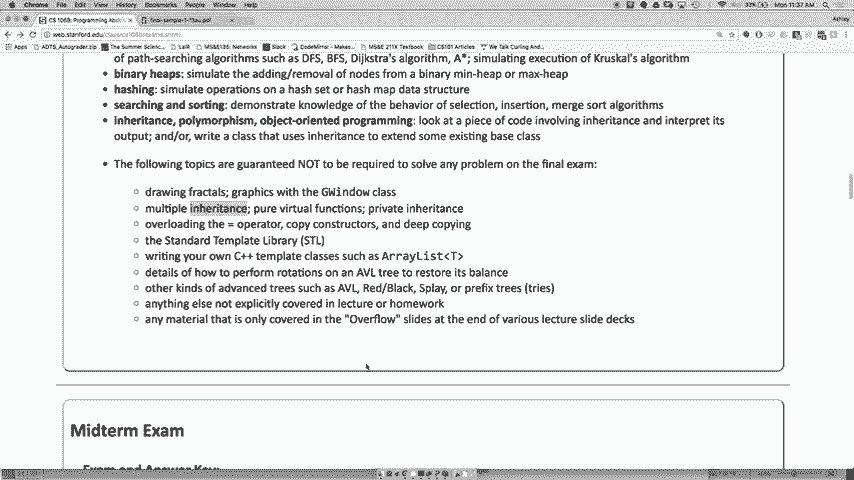 Chrome File Edit View History Bookmarks People Window Help
Mon 11:37 AM
CS 106B: Programming Abstr
final-sample-1-Thu.pdf
Ashley
web.stanford.edu
Apps ADTS_Autograder.zip The Summer Scienc LaIR MS&E135: Networks Slack CodeMirror - Makes MS&E 211X Textbook CS101 Articles We Talk Curing And
of path-searching algorithms such as DFS, BFS, Dijkstra's algorithm, A*; simulating execution of Kruskal's algorithm
• binary heaps: simulate the adding/removal of nodes from a binary min-heap or max-heap
• hashing: simulate operations on a hash set or hash map data structure
• searching and sorting: demonstrate knowledge of the behavior of selection, insertion, merge sort algorithms
• inheritance, polymorphism, object-oriented programming: look at a piece of code involving inheritance and interpret its
output; and/or, write a class that uses inheritance to extend some existing base class
• The following topics are guaranteed NOT to be required to solve any problem on the final exam:
◦ drawing fractals; graphics with the GWindow class
◦ multiple inheritance; pure virtual functions; private inheritance
◦ overloading the = operator, copy constructors, and deep copying
◦ the Standard Template Library (STL)
◦ writing your own C++ template classes such as ArrayList<T>
◦ details of how to perform rotations on an AVL tree to restore its balance
◦ other kinds of advanced trees such as AVL, Red/Black, Splay, or prefix trees (tries)
◦ anything else not explicitly covered in lecture or homework
◦ any material that is only covered in the "Overflow" slides at the end of various lecture slide decks
Midterm Exam
Exam and Answer Key: